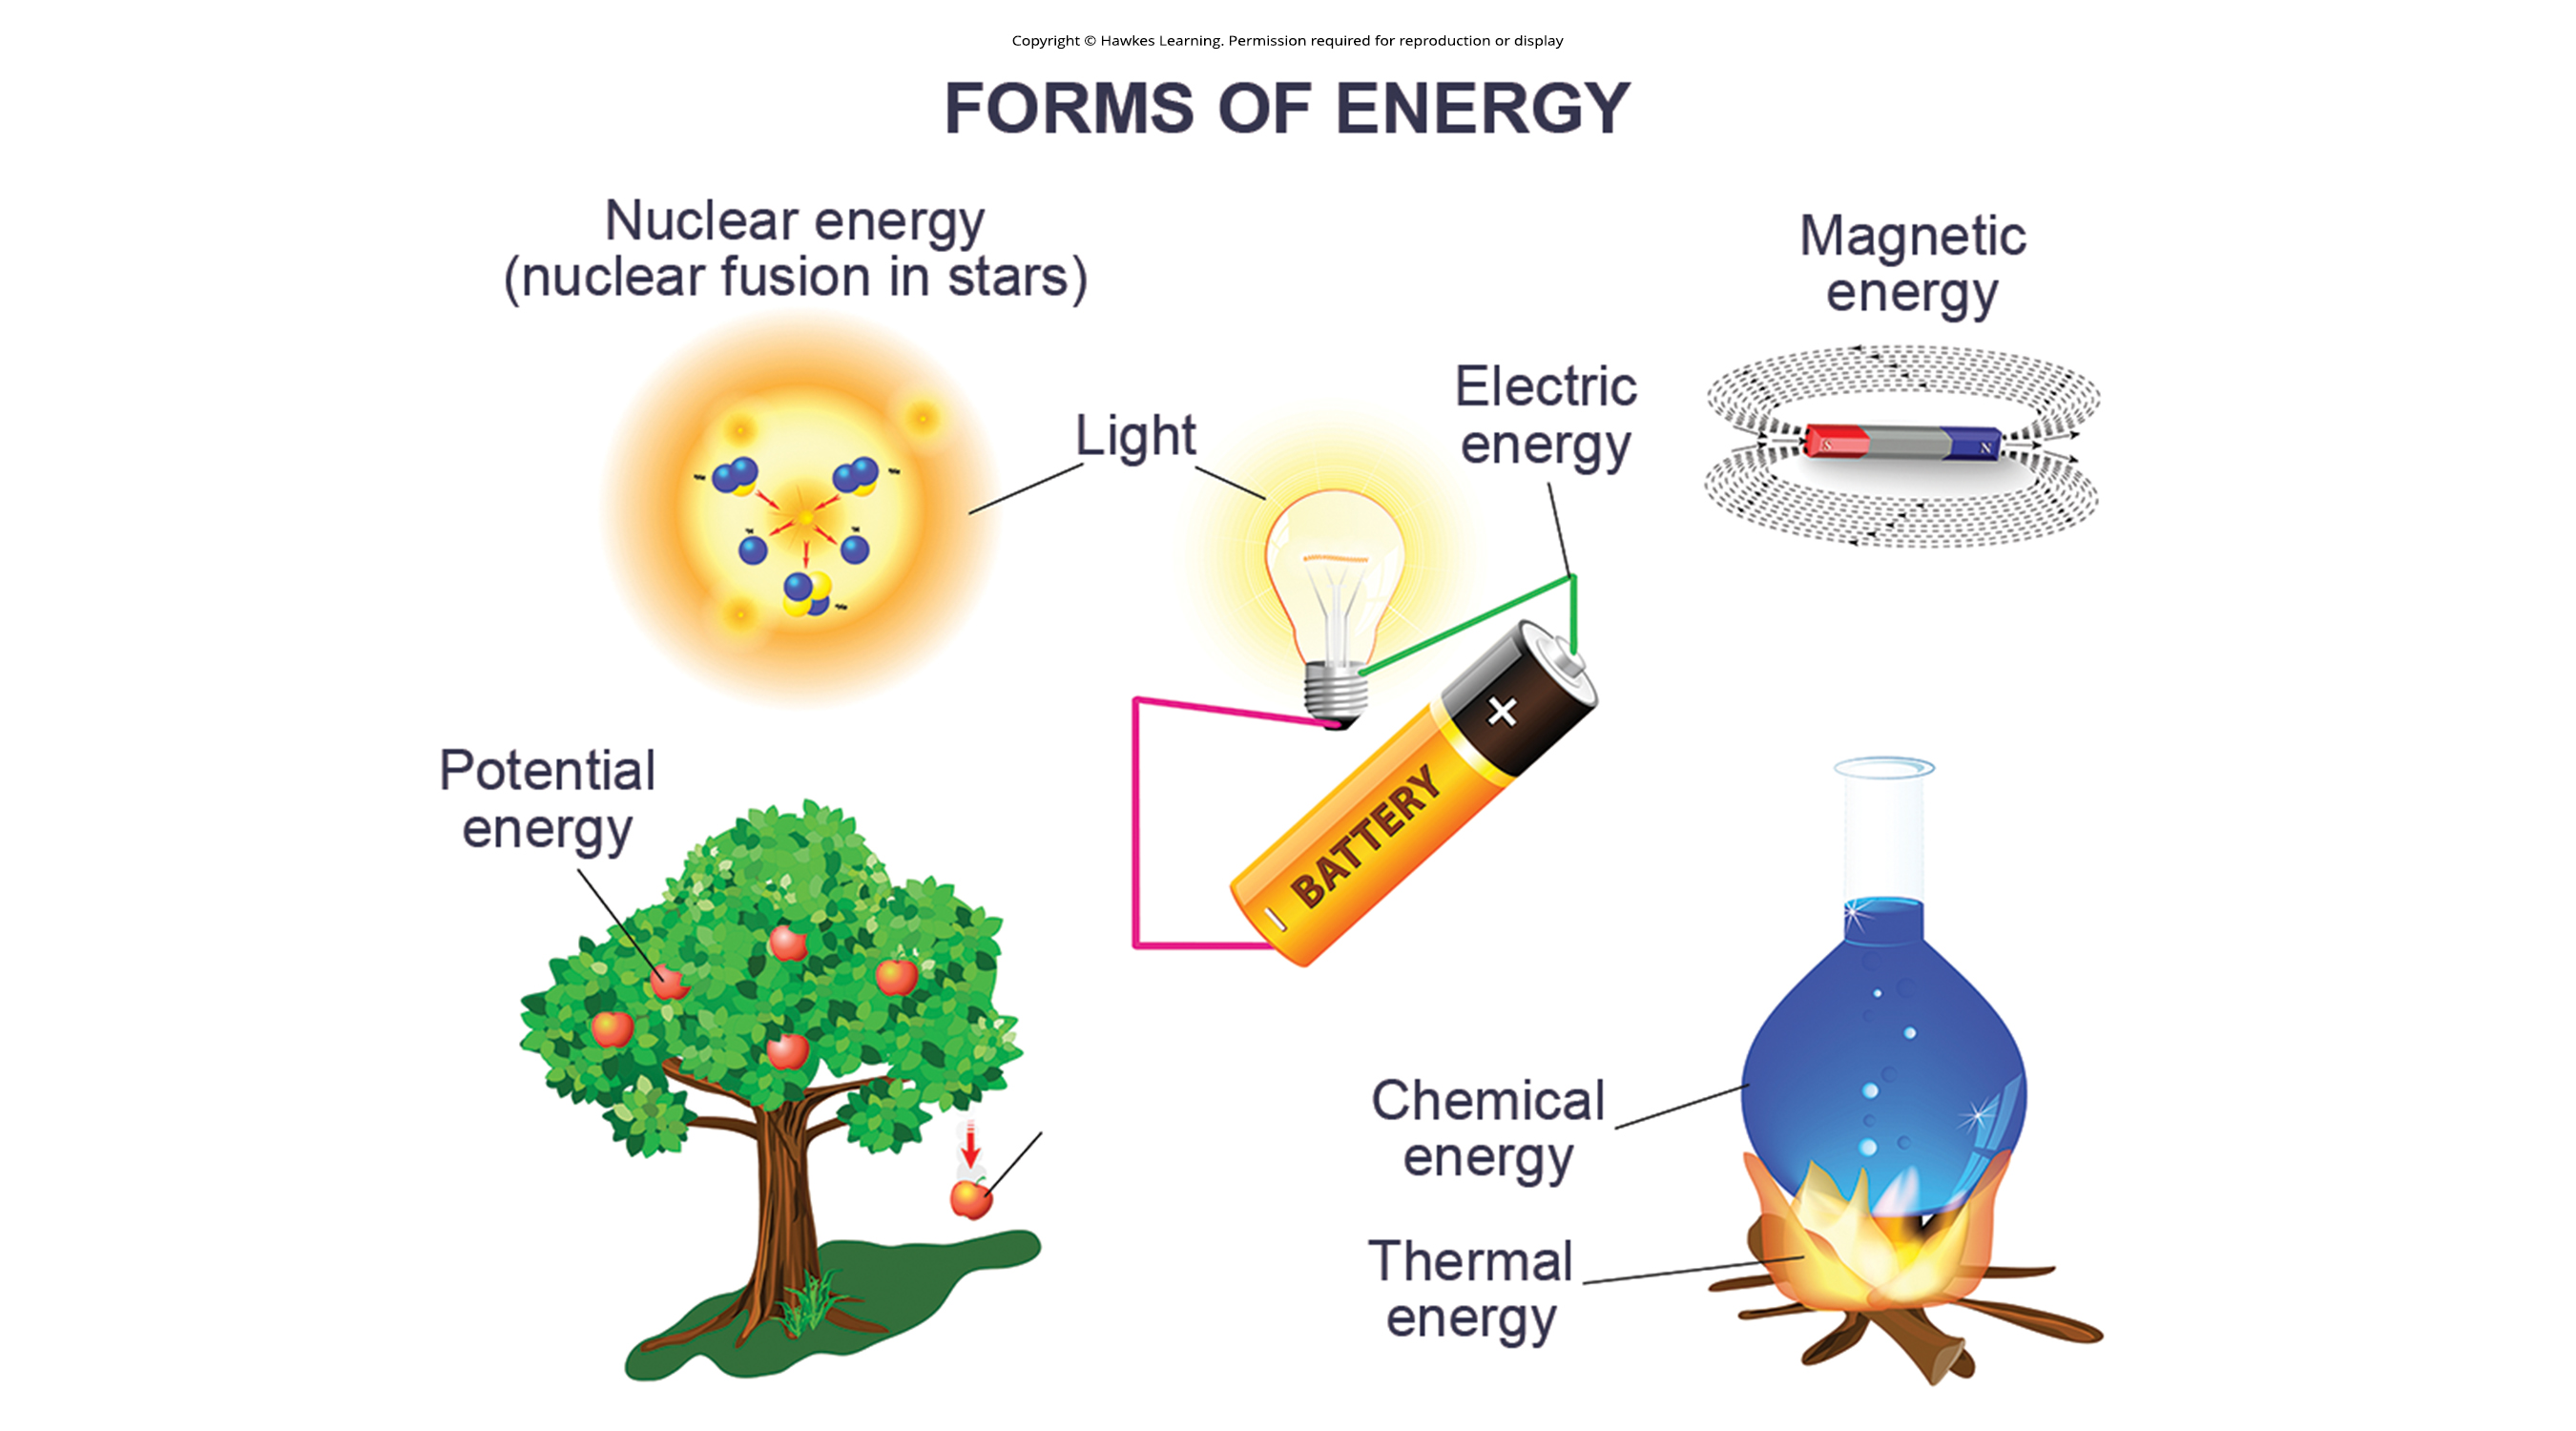 Copyright © Hawkes Learning. Permission required for reproduction or display
FORMS OF ENERGY
Nuclear energy
(nuclear fusion in stars)
Magnetic
energy
Light
Electric
energy
S
N
Potential
energy
+
BATTERY
Chemical
energy
Thermal
energy